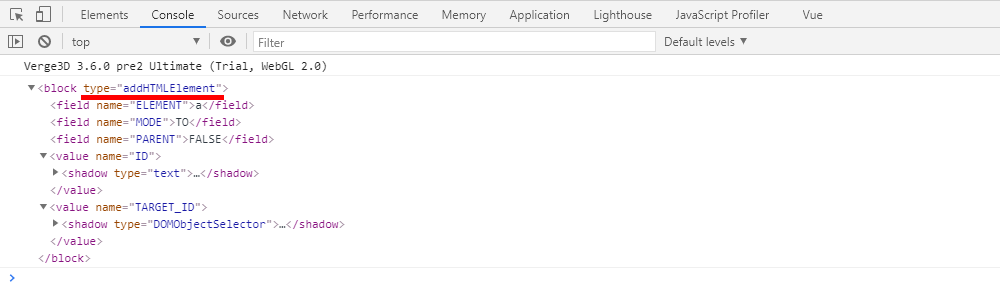 Elements Console Sources Network Performance Memory Application Lighthouse JavaScript Profiler Vue
top Filter Default levels
Verge3D 3.6.0 pre2 Ultimate (Trial, WebGL 2.0)
<block type="addHTMLElement">
<field name="ELEMENT">a</field>
<field name="MODE">TO</field>
<field name="PARENT">FALSE</field>
<value name="ID">
<shadow type="text">…</shadow>
</value>
<value name="TARGET_ID">
<shadow type="DOMObjectSelector">…</shadow>
</value>
</block>